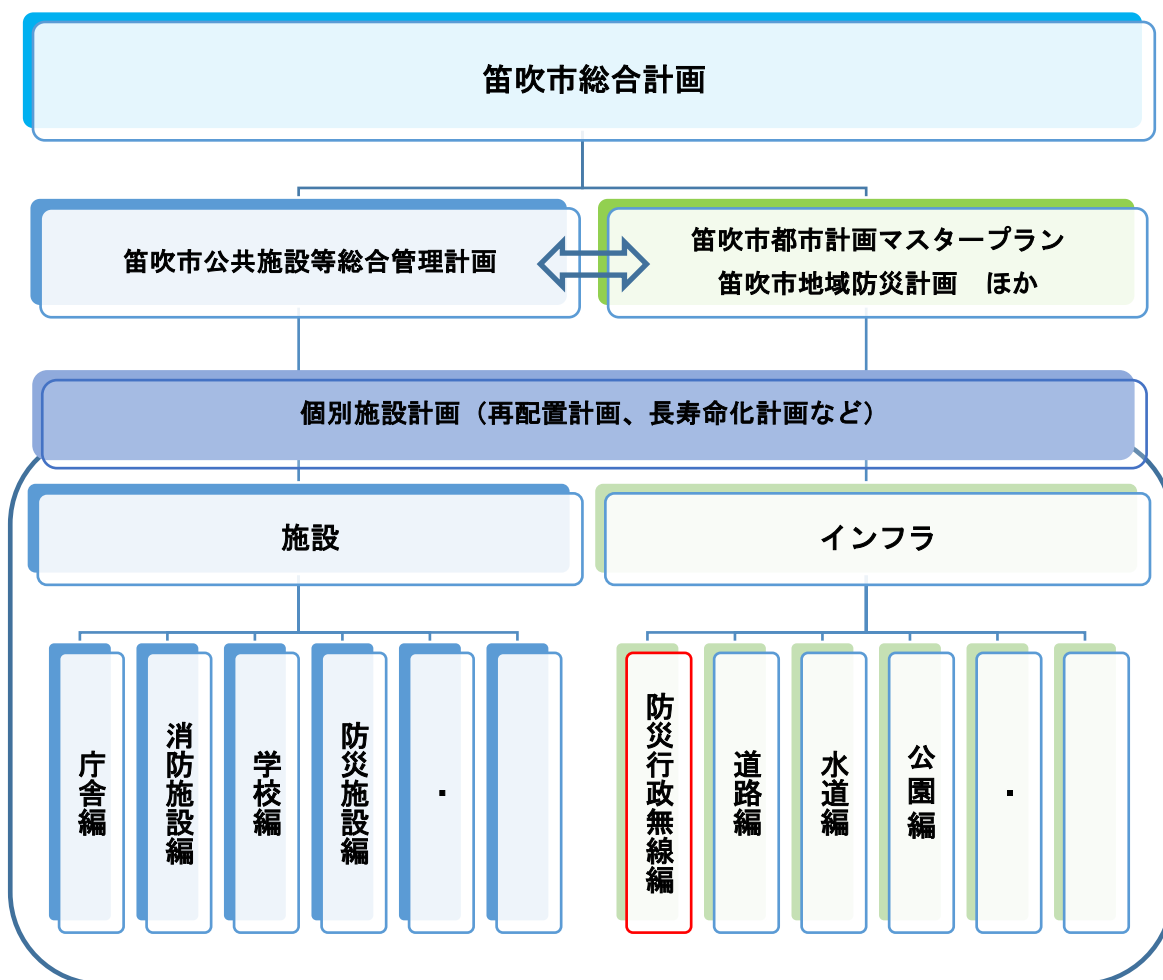 笛吹市総合計画
笛吹市公共施設等総合管理計画
笛吹市都市計画マスタープラン
笛吹市地域防災計画　ほか
個別施設計画（再配置計画、長寿命化計画など）
施設
インフラ
庁舎編
消防施設編
学校編
防災施設編
・
防災行政無線編
道路編
水道編
公園編
・